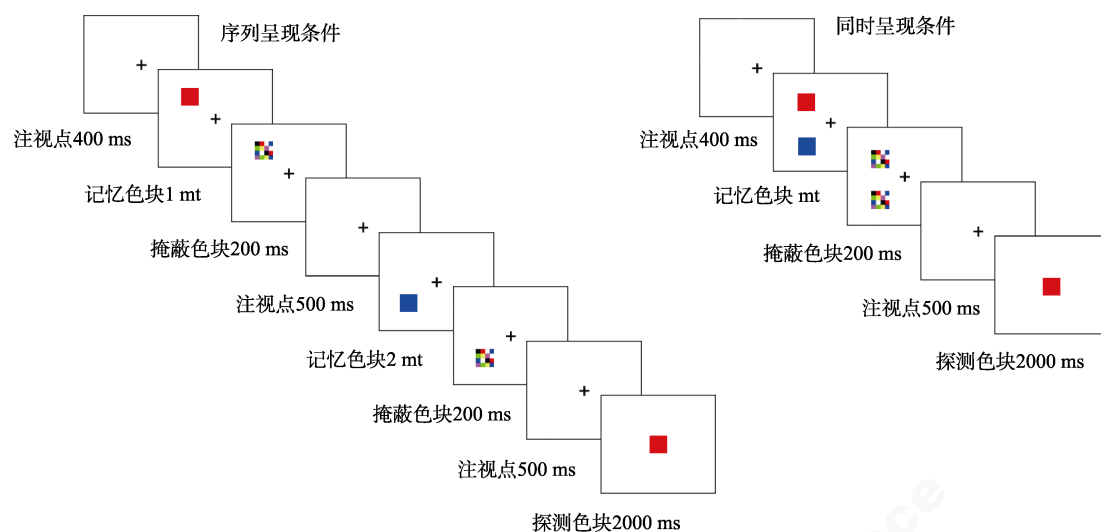 序列呈现条件
注视点400 ms
记忆色块1 mt
掩蔽色块200 ms
注视点500 ms
记忆色块2 mt
掩蔽色块200 ms
注视点500 ms
探测色块2000 ms
同时呈现条件
注视点400 ms
记忆色块 mt
掩蔽色块200 ms
注视点500 ms
探测色块2000 ms